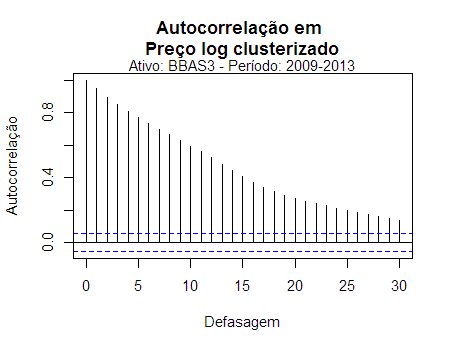 Autocorrelação em
Preço log clusterizado
Ativo: BBAS3 - Período: 2009-2013
Autocorrelação
0.8
0.4
0.0
0 5 10 15 20 25 30
Defasagem